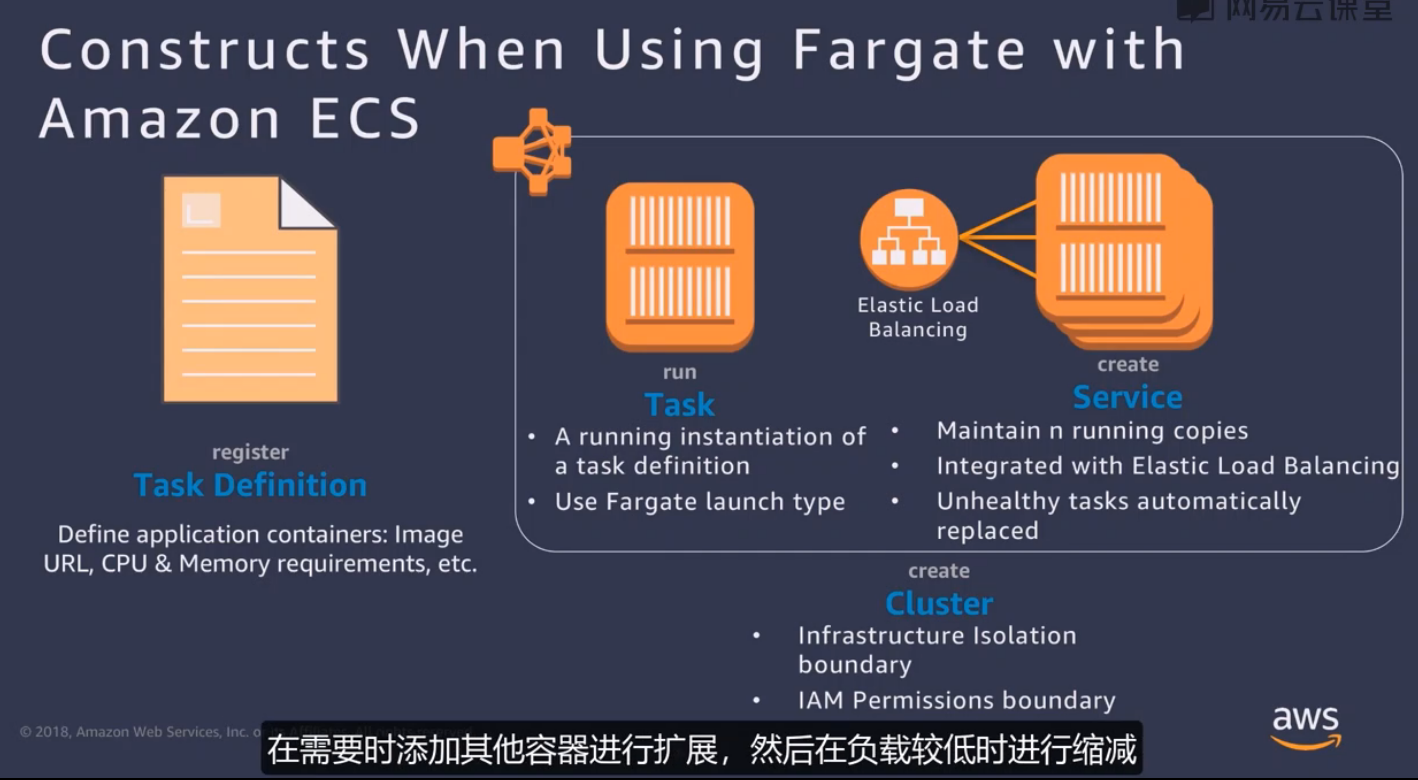 网易云课堂
Constructs When Using Fargate with
Amazon ECS
Elastic Load
Balancing
register
Task Definition
Define application containers: Image
URL, CPU & Memory requirements, etc.
run
Task
• A running instantiation of
a task definition
• Use Fargate launch type
create
Service
• Maintain n running copies
• Integrated with Elastic Load Balancing
• Unhealthy tasks automatically
replaced
create
Cluster
• Infrastructure Isolation
boundary
• IAM Permissions boundary
© 2018, Amazon Web Services, Inc.
aws
在需要时添加其他容器进行扩展，然后在负载较低时进行缩减